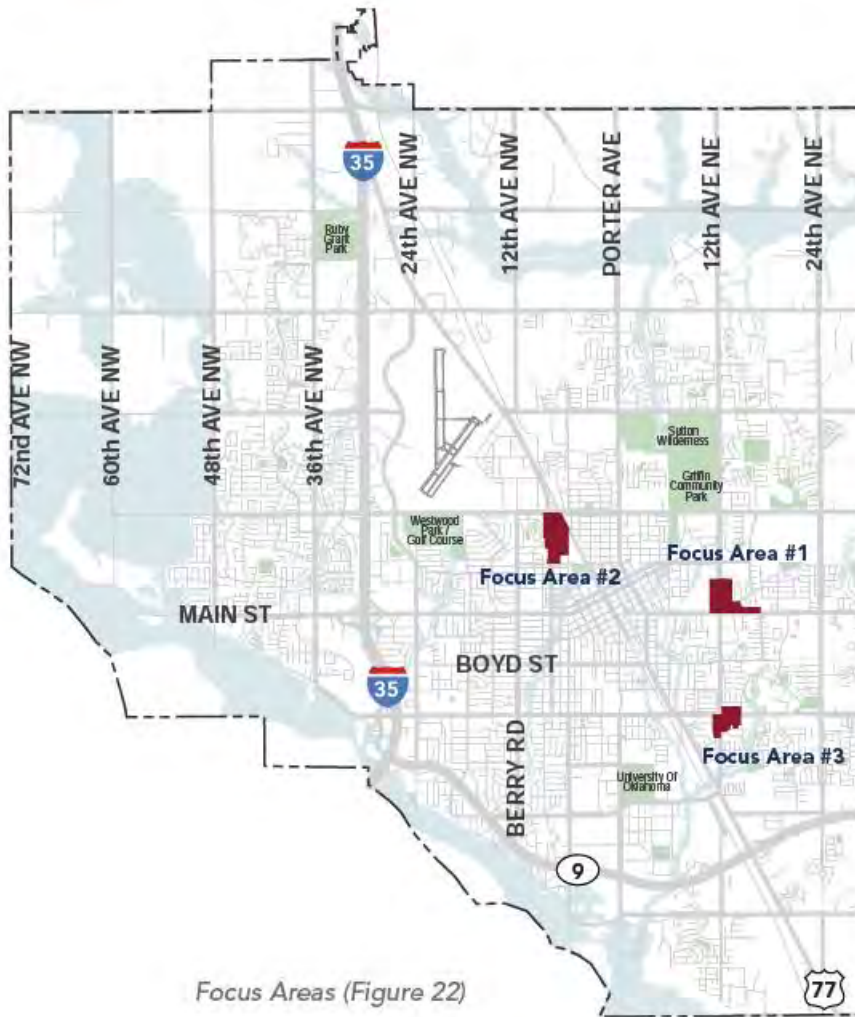 35
24th AVE NW
12th AVE NW
PORTER AVE
12th AVE NE
24th AVE NE
Ruby
Grant
Park
72nd AVE NW
60th AVE NW
48th AVE NW
36th AVE NW
Sutton
Wilderness
Griffin
Community
Park
Westwood
Park /
Golf Course
Focus Area #1
Focus Area #2
MAIN ST
BOYD ST
35
BERRY RD
Focus Area #3
University Of
Oklahoma
9
Focus Areas (Figure 22)
77